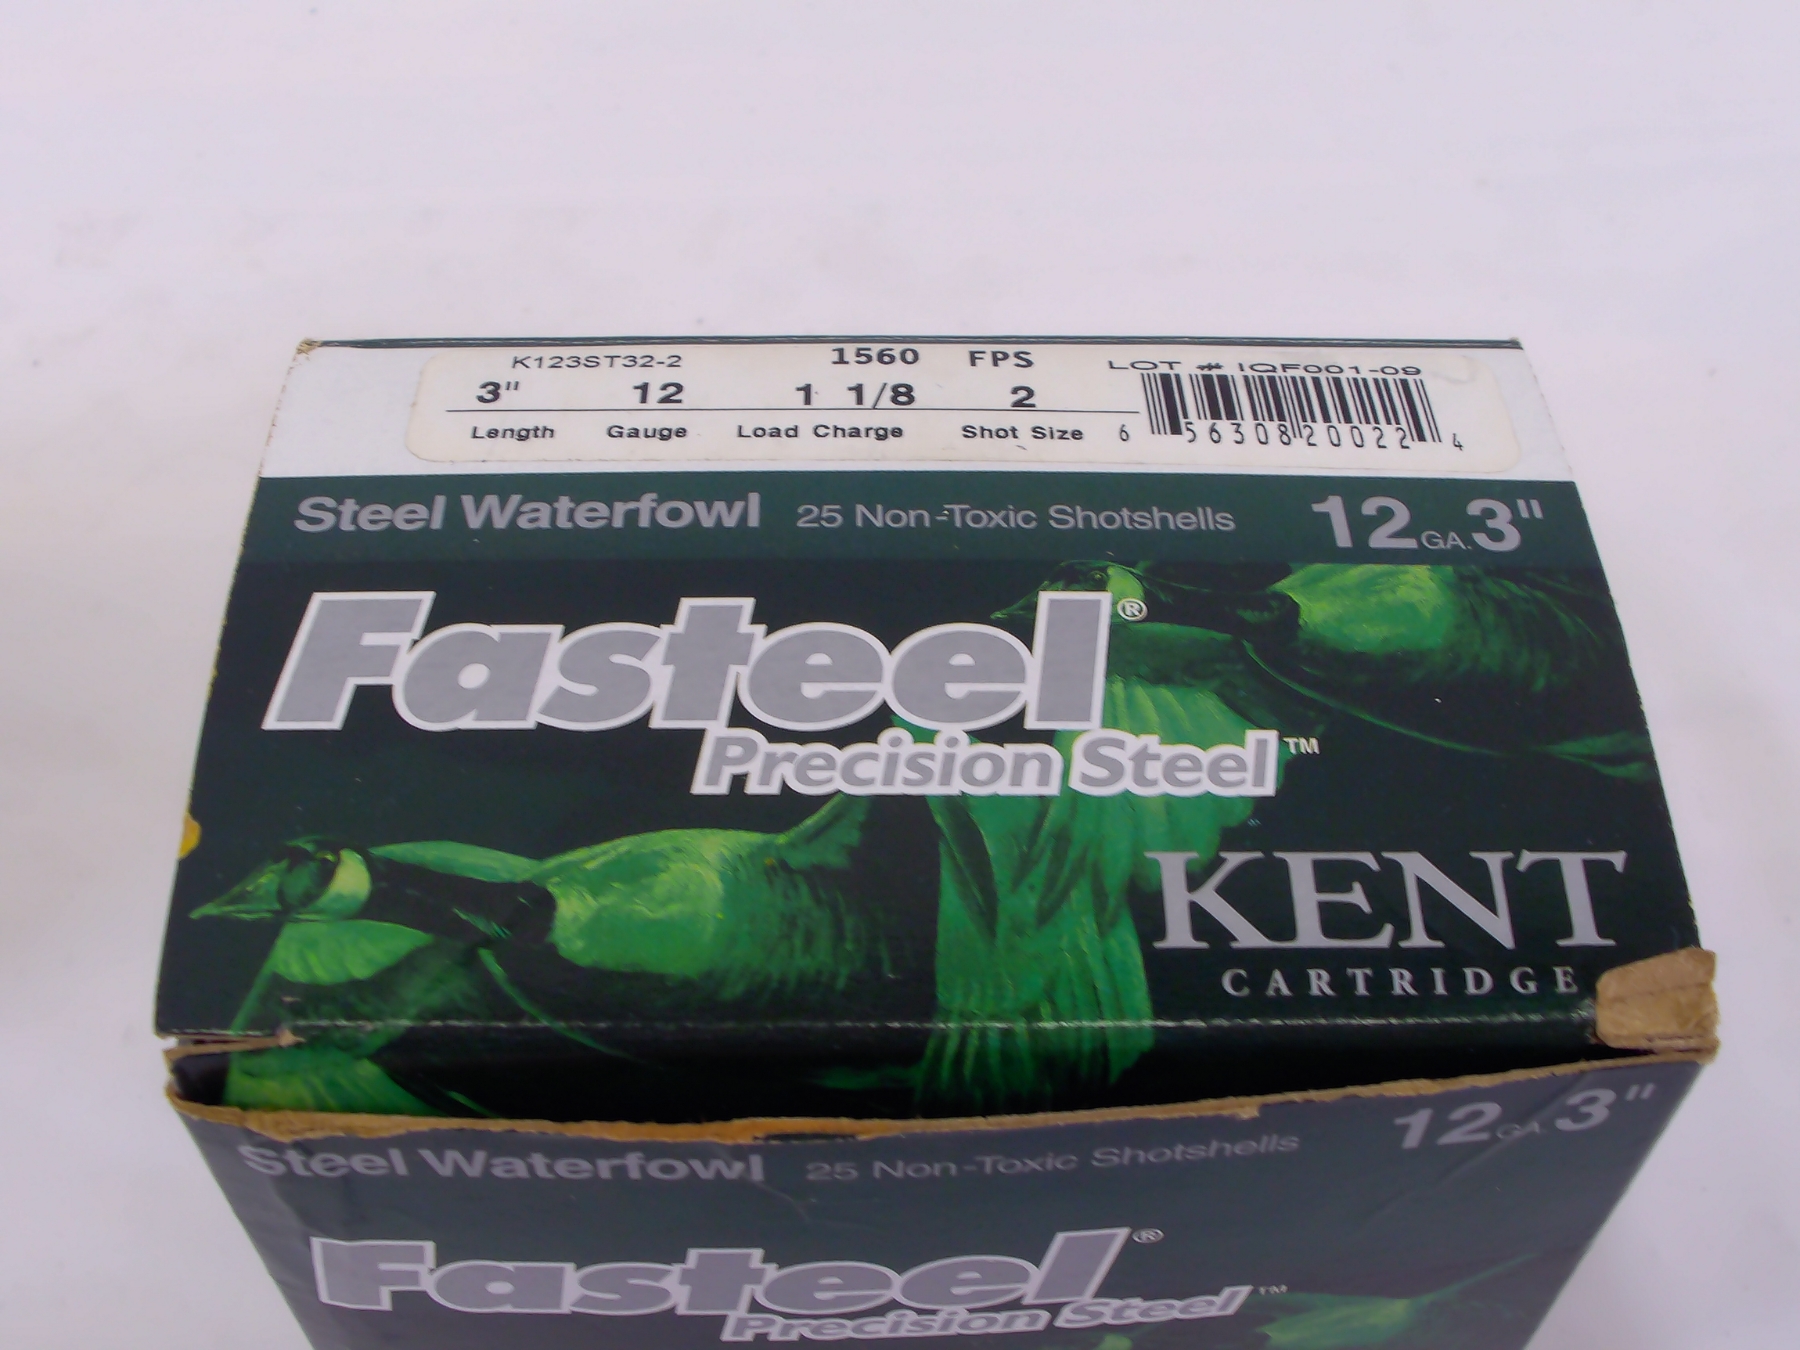 K123ST32-2 1560 FPS LOT # IQF001-09
3" 12 1 1/8 2
Length Gauge Load Charge Shot Size 6 56308 20022 4
Steel Waterfowl 25 Non-Toxic Shotshells 12 GA. 3"
Fasteel®
Precision Steel™
KENT
CARTRIDGE
Steel Waterfowl 25 Non-Toxic Shotshells 12 GA. 3"
Fasteel®
Precision Steel™